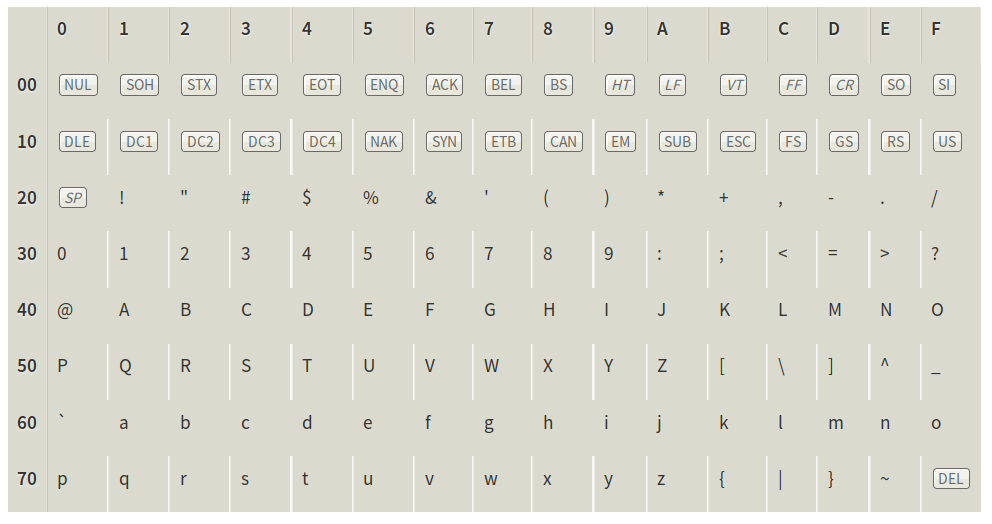 0 1 2 3 4 5 6 7 8 9 A B C D E F
00 NUL SOH STX ETX EOT ENQ ACK BEL BS HT LF VT FF CR SO SI
10 DLE DC1 DC2 DC3 DC4 NAK SYN ETB CAN EM SUB ESC FS GS RS US
20 SP ! " # $ % & ' ( ) * + , - . /
30 0 1 2 3 4 5 6 7 8 9 : ; < = > ?
40 @ A B C D E F G H I J K L M N O
50 P Q R S T U V W X Y Z [ \ ] ^ _
60 ` a b c d e f g h i j k l m n o
70 p q r s t u v w x y z { | } ~ DEL